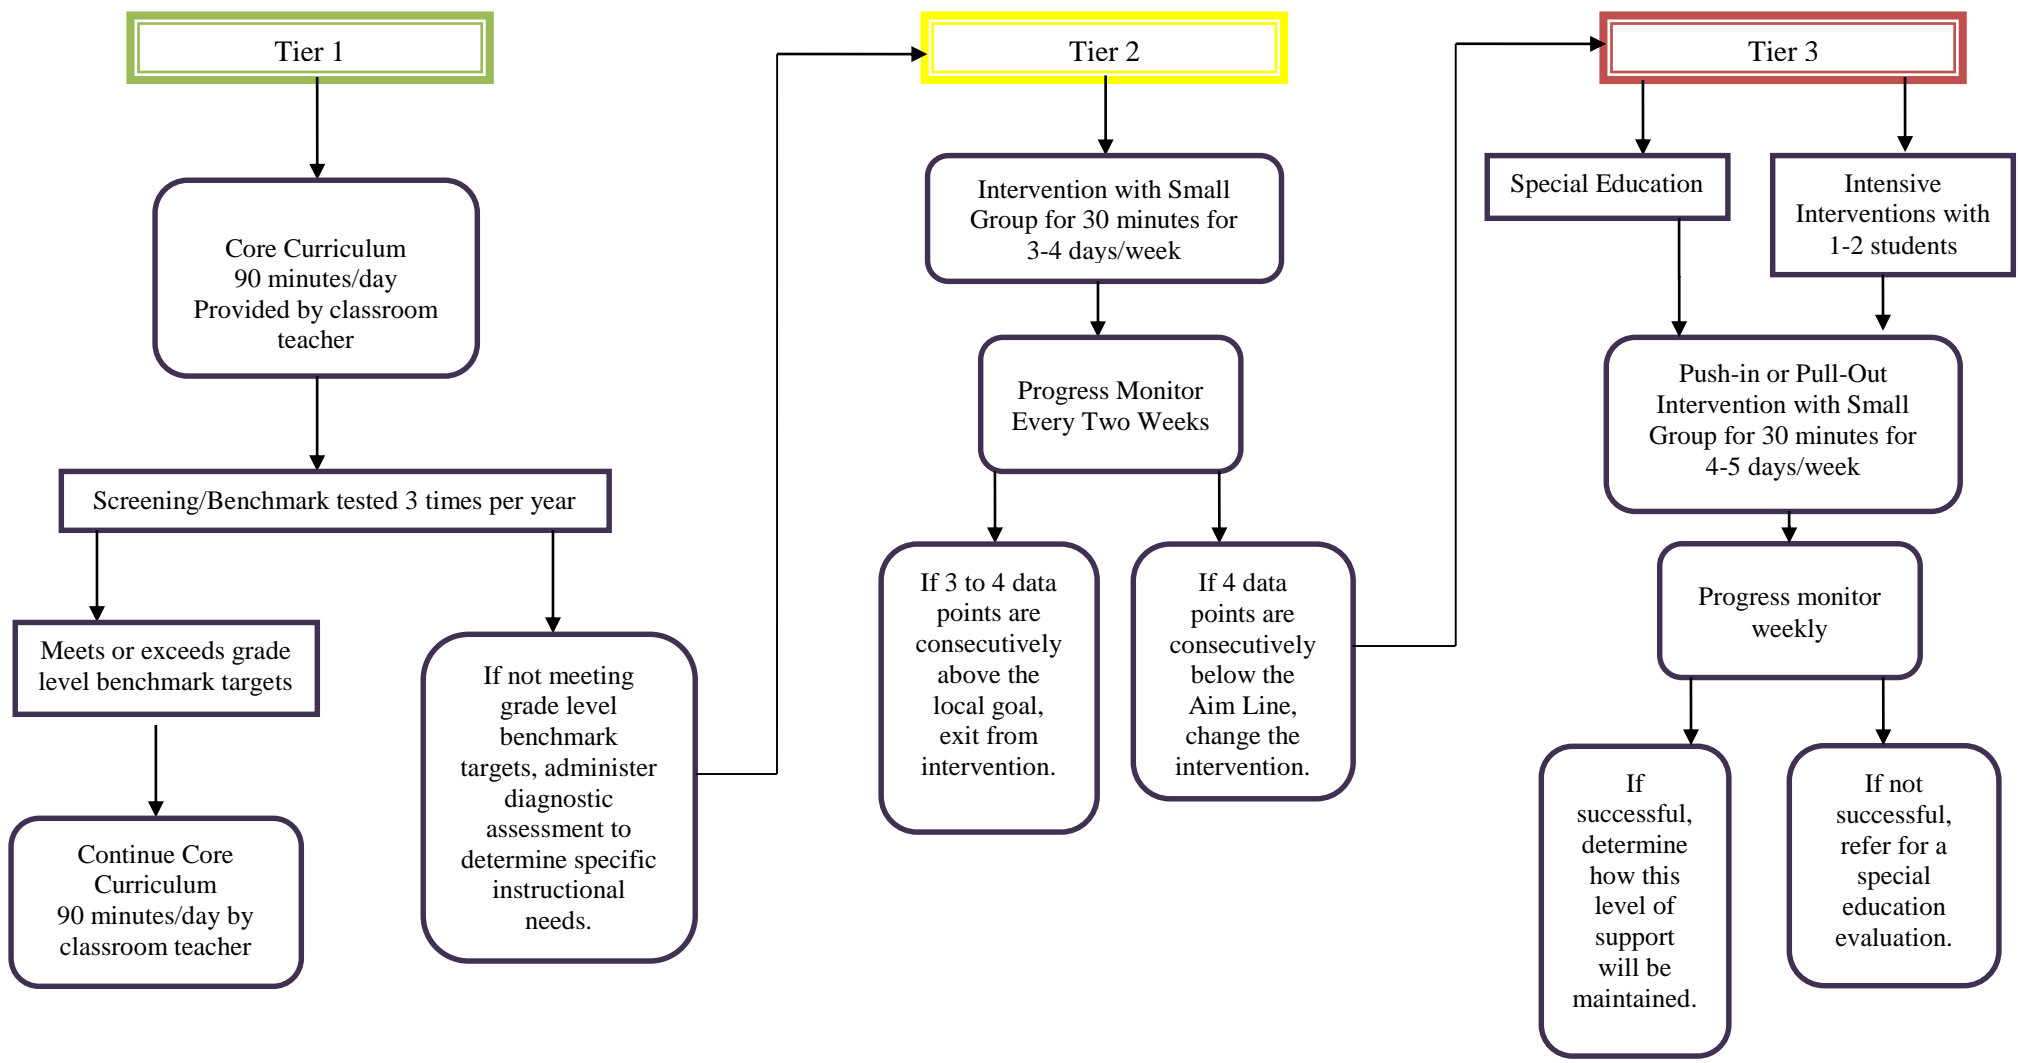 Tier 1
Core Curriculum
90 minutes/day
Provided by classroom
teacher
Screening/Benchmark tested 3 times per year
Meets or exceeds grade
level benchmark targets
Continue Core
Curriculum
90 minutes/day by
classroom teacher
If not meeting
grade level
benchmark
targets, administer
diagnostic
assessment to
determine specific
instructional
needs.
Tier 2
Intervention with Small
Group for 30 minutes for
3-4 days/week
Progress Monitor
Every Two Weeks
If 3 to 4 data
points are
consecutively
above the
local goal,
exit from
intervention.
If 4 data
points are
consecutively
below the
Aim Line,
change the
intervention.
Tier 3
Special Education
Intensive
Interventions with
1-2 students
Push-in or Pull-Out
Intervention with Small
Group for 30 minutes for
4-5 days/week
Progress monitor
weekly
If
successful,
determine
how this
level of
support
will be
maintained.
If not
successful,
refer for a
special
education
evaluation.